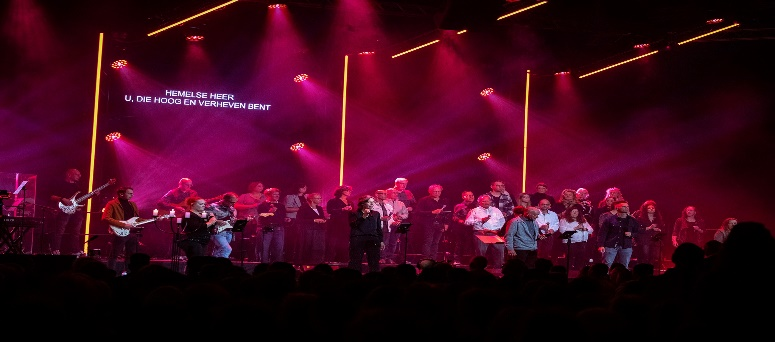 HEMELSE HEER
U, DIE HOOG EN VERHEVEN BENT